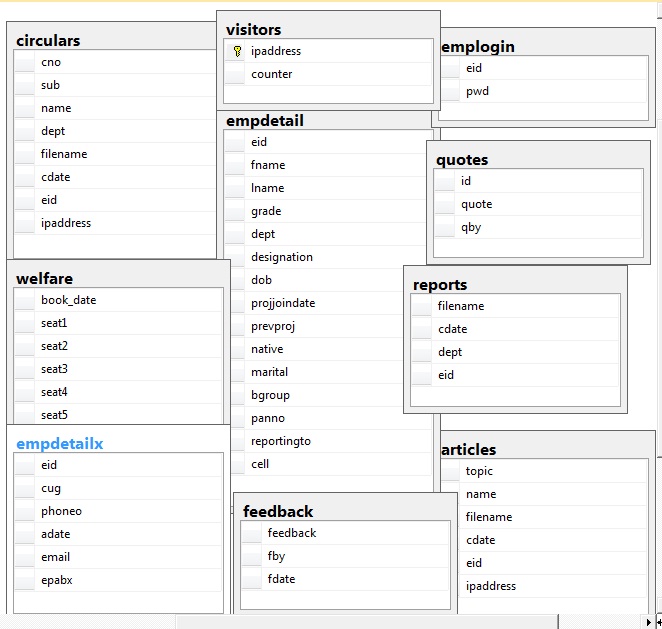 circulars
cno
sub
name
dept
filename
cdate
eid
ipaddress
visitors
ipaddress
counter
emplogin
eid
pwd
empdetail
eid
fname
lname
grade
dept
designation
dob
projjoindate
prevproj
native
marital
bgroup
panno
reportingto
cell
quotes
id
quote
qby
welfare
book_date
seat1
seat2
seat3
seat4
seat5
reports
filename
cdate
dept
eid
empdetailx
eid
cug
phoneo
adate
email
epabx
feedback
feedback
fby
fdate
articles
topic
name
filename
cdate
eid
ipaddress